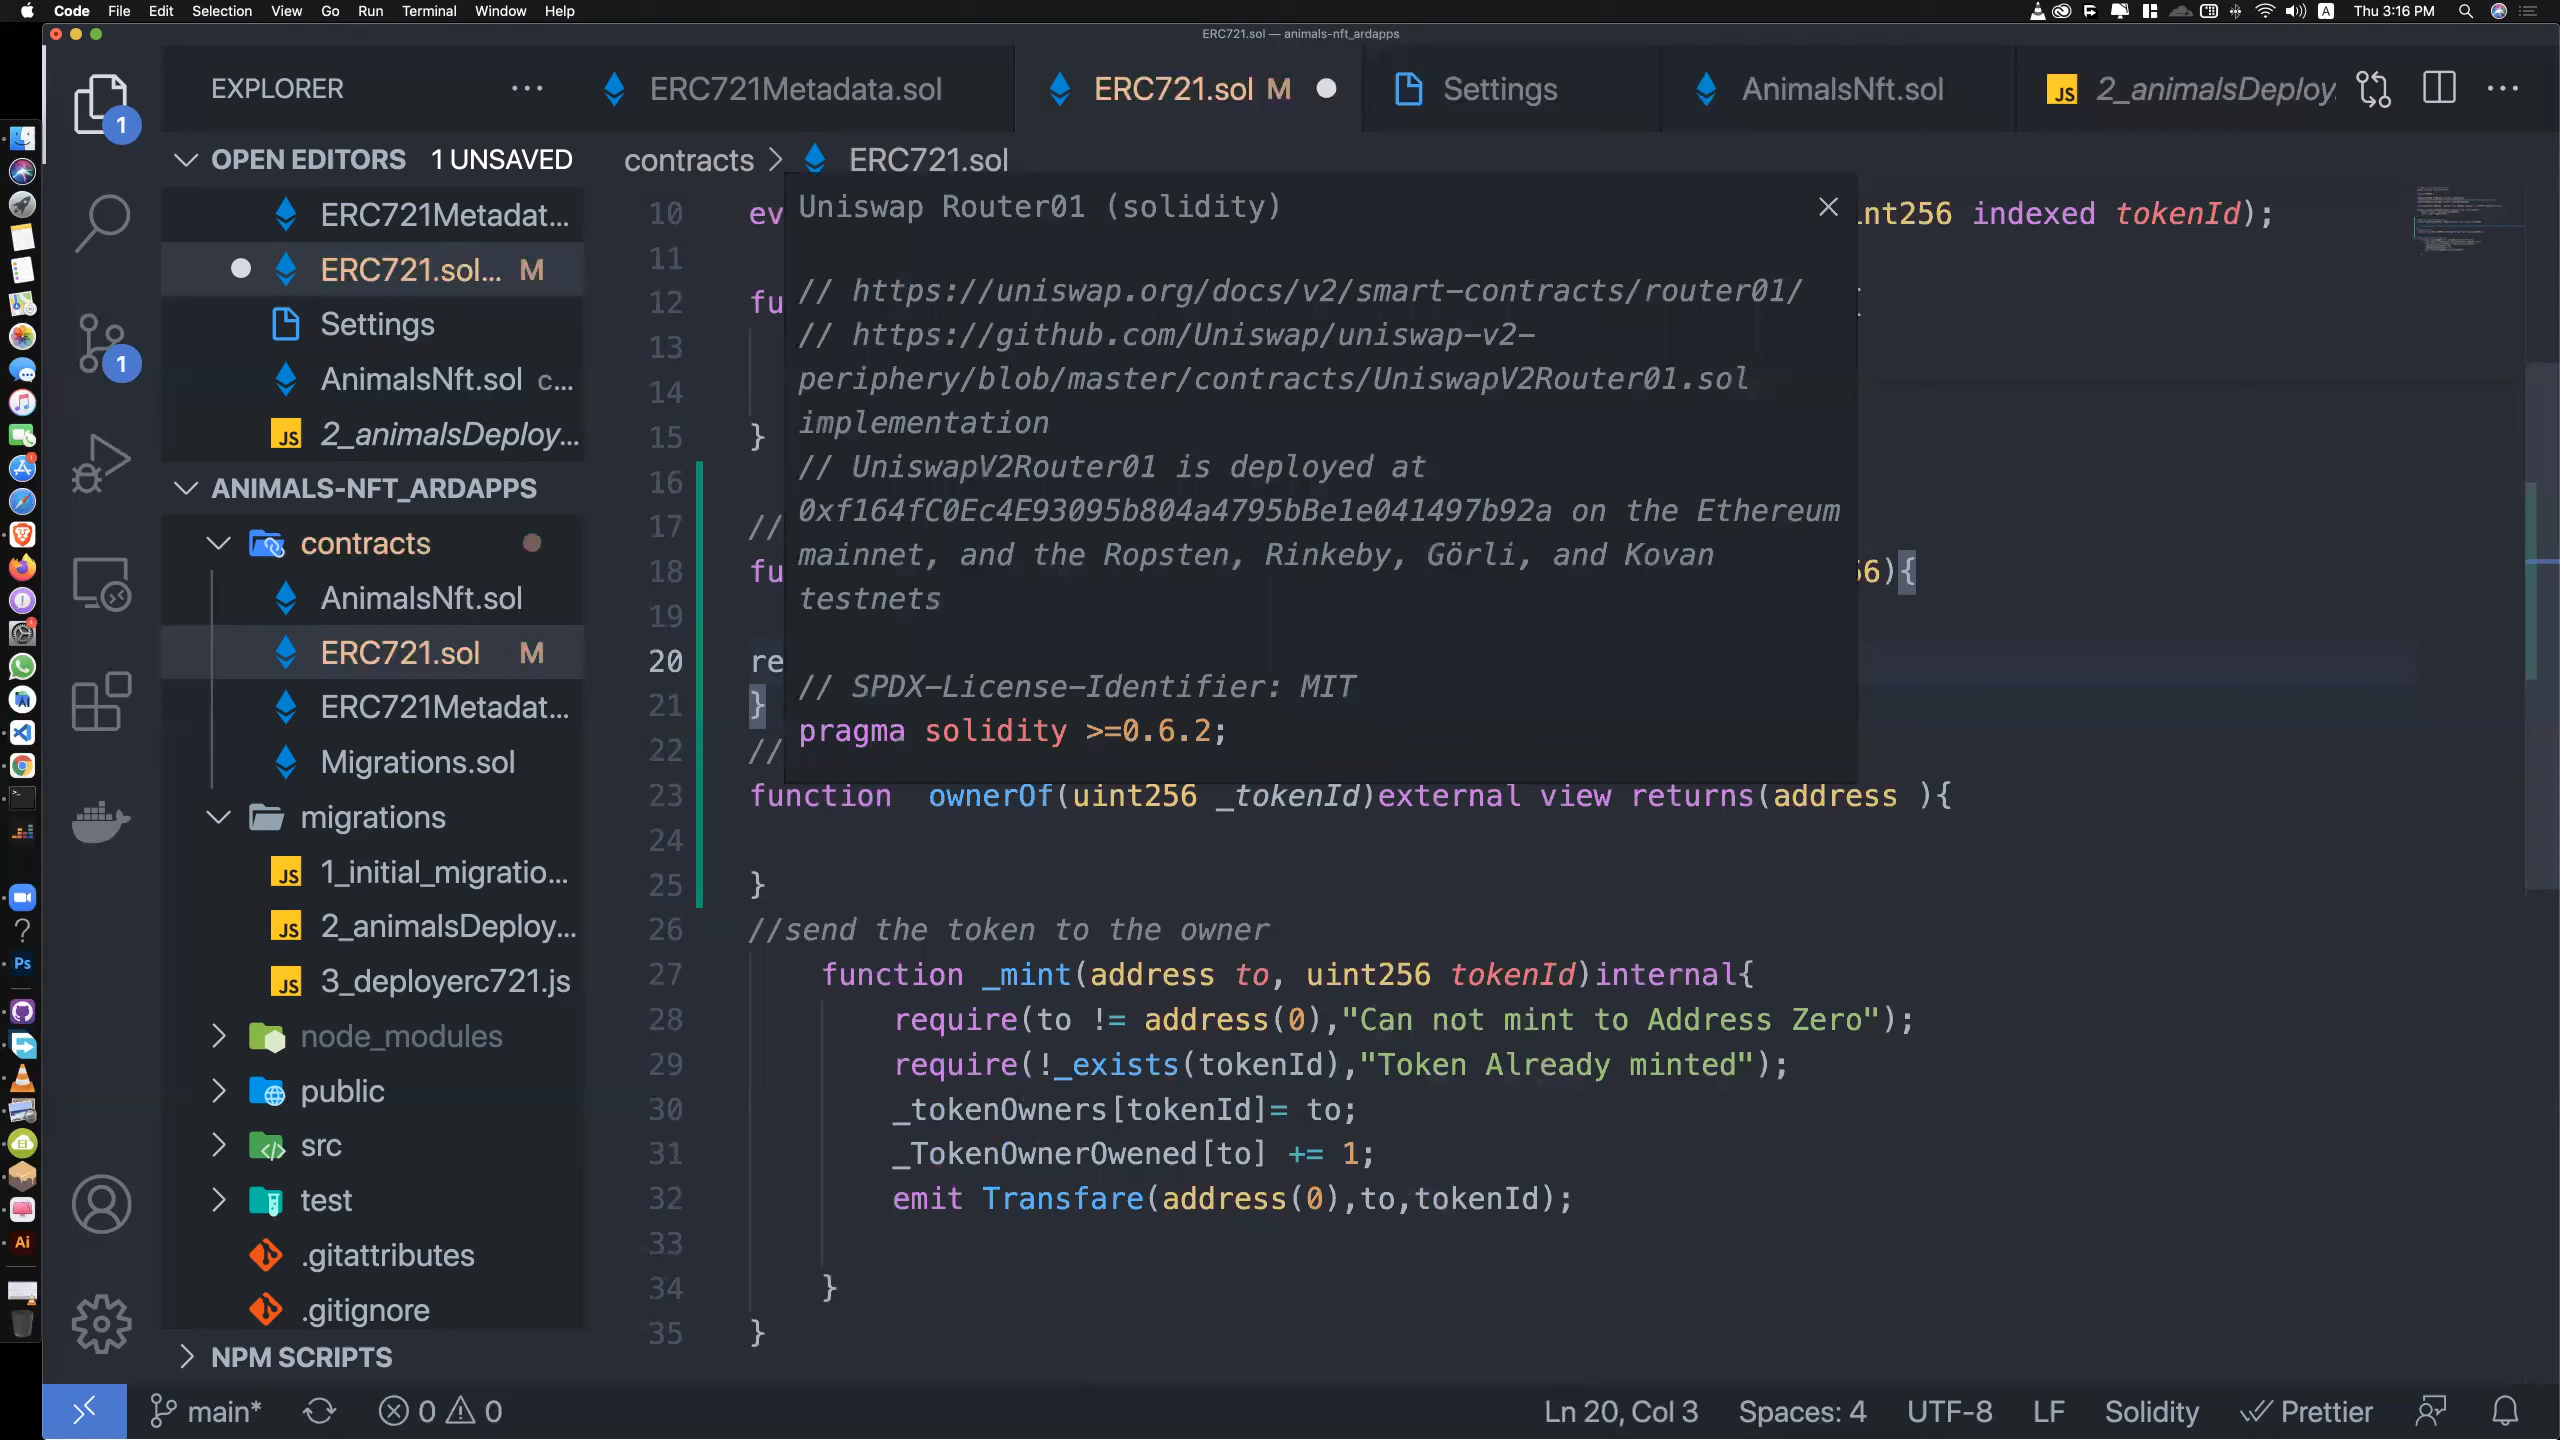 Code File Edit Selection View Go Run Terminal Window Help
A Thu 3:16 PM
ERC721.sol — animals-nft_ardapps
EXPLORER ···
ERC721Metadata.sol
ERC721.sol M
Settings
AnimalsNft.sol
JS 2_animalsDeploy.
1
OPEN EDITORS 1 UNSAVED
ERC721Metadat...
ERC721.sol... M
Settings
AnimalsNft.sol c...
JS 2_animalsDeploy...
1
ANIMALS-NFT_ARDAPPS
contracts
AnimalsNft.sol
ERC721.sol M
ERC721Metadat...
Migrations.sol
migrations
JS 1_initial_migratio...
JS 2_animalsDeploy...
JS 3_deployerc721.js
node_modules
public
src
test
.gitattributes
.gitignore
NPM SCRIPTS
Ps
Ai
contracts > ERC721.sol
10 ev int256 indexed tokenId);
11
12 fu
13
14
15 }
16
17 //
18 fu 56){
19
20 re
21 }
22 //
23 function ownerOf(uint256 _tokenId)external view returns(address ){
24
25 }
26 //send the token to the owner
27 function _mint(address to, uint256 tokenId)internal{
28 require(to != address(0),"Can not mint to Address Zero");
29 require(!_exists(tokenId),"Token Already minted");
30 _tokenOwners[tokenId]= to;
31 _TokenOwnerOwened[to] += 1;
32 emit Transfare(address(0),to,tokenId);
33
34 }
35 }
Uniswap Router01 (solidity)
// https://uniswap.org/docs/v2/smart-contracts/router01/
// https://github.com/Uniswap/uniswap-v2-
periphery/blob/master/contracts/UniswapV2Router01.sol
implementation
// UniswapV2Router01 is deployed at
0xf164fC0Ec4E93095b804a4795bBe1e041497b92a on the Ethereum
mainnet, and the Ropsten, Rinkeby, Görli, and Kovan
testnets
// SPDX-License-Identifier: MIT
pragma solidity >=0.6.2;
main* 0 0
Ln 20, Col 3 Spaces: 4 UTF-8 LF Solidity Prettier